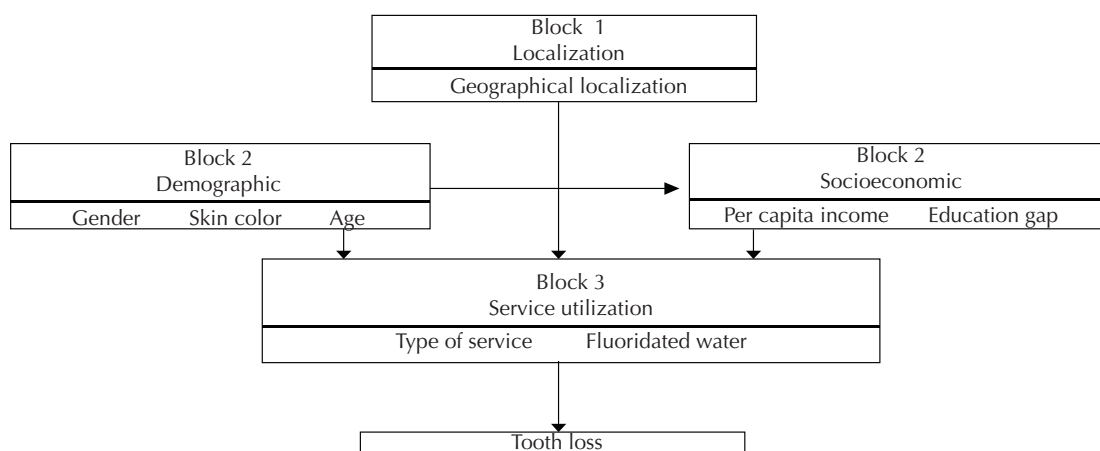 Block 1
Localization
Geographical localization
Block 2
Demographic
Gender Skin color Age
Block 2
Socioeconomic
Per capita income Education gap
Block 3
Service utilization
Type of service Fluoridated water
Tooth loss